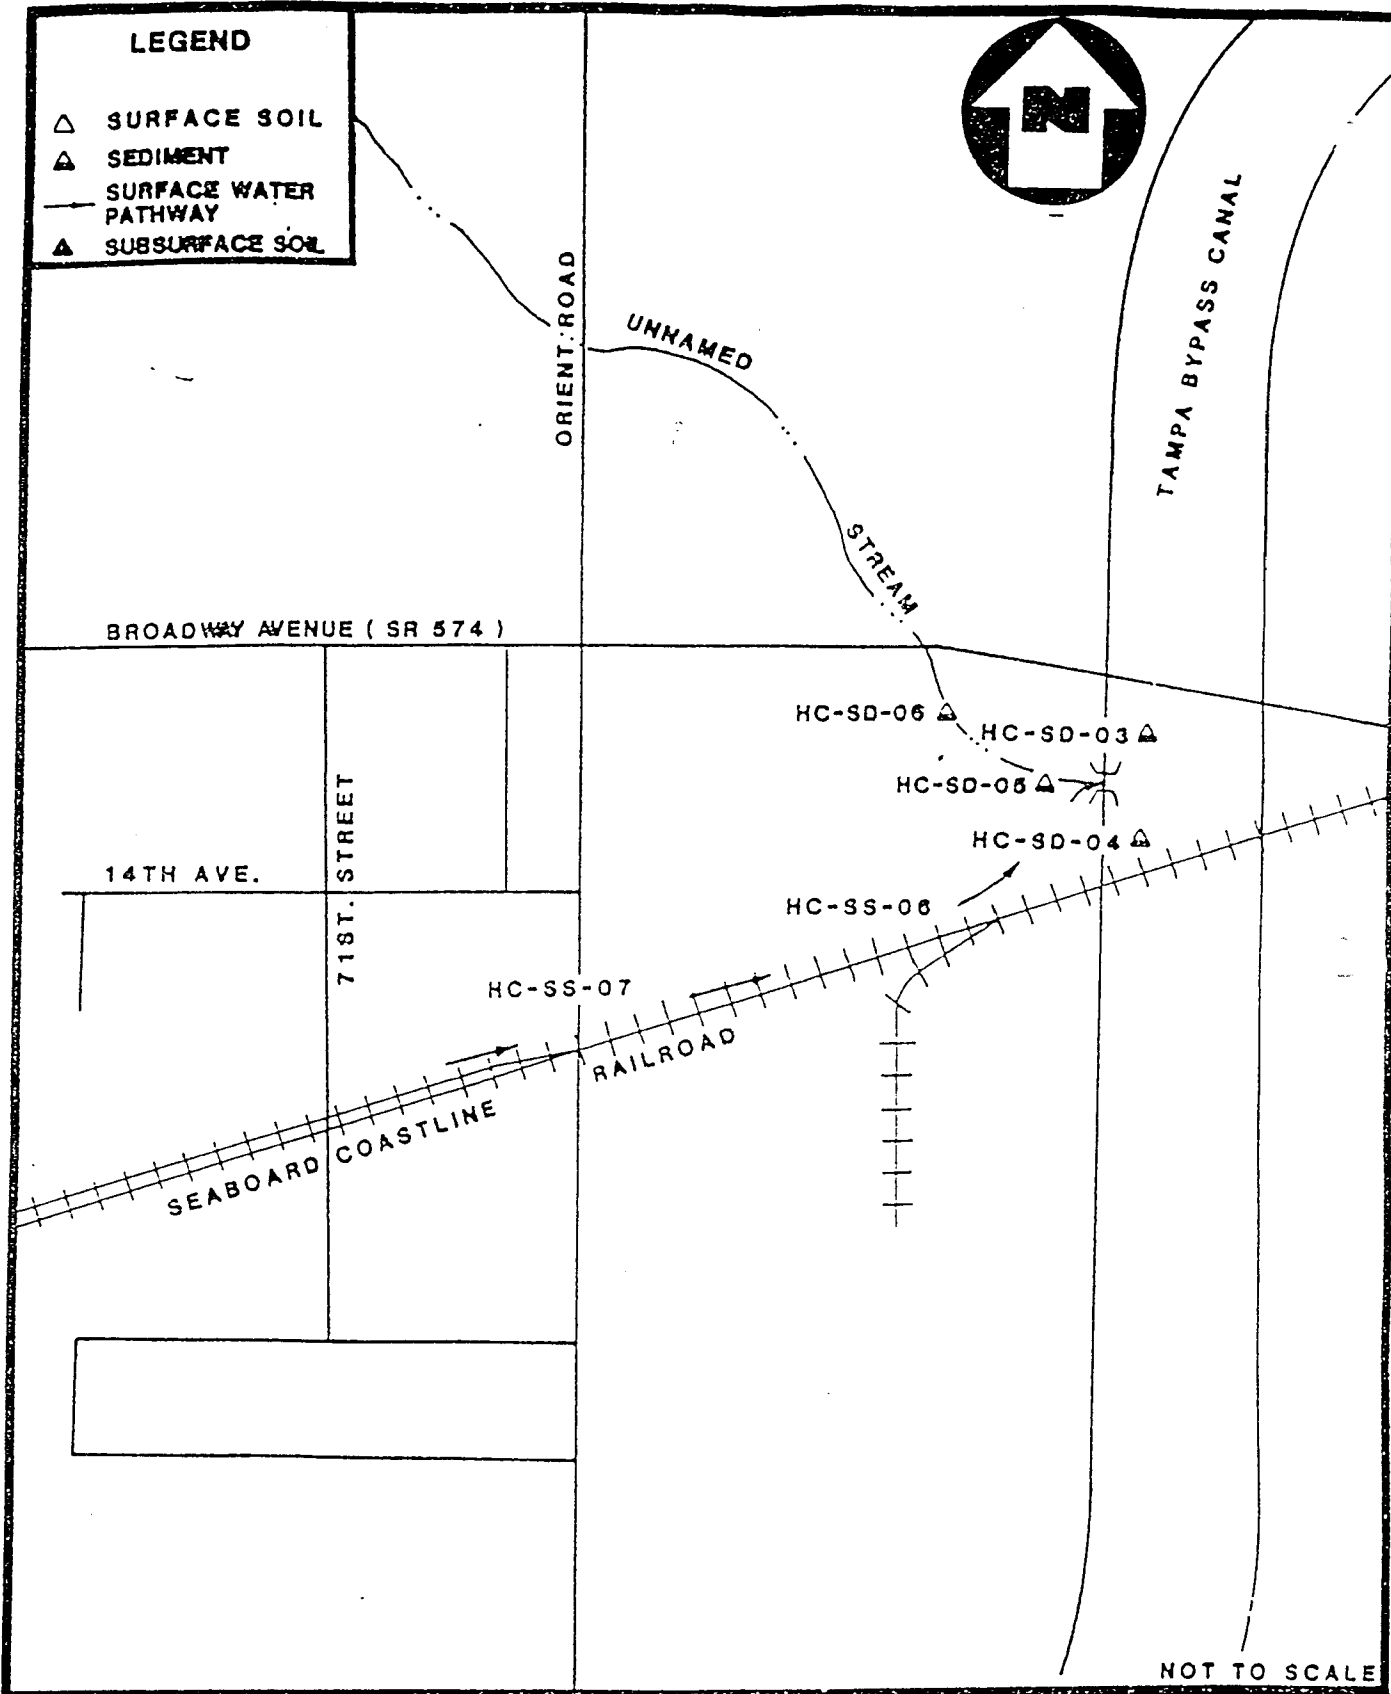 LEGEND
SURFACE SOIL
SEDIMENT
SURFACE WATER
PATHWAY
SUBSURFACE SOIL
N
TAMPA BYPASS CANAL
ORIENT ROAD
UNNAMED
STREAM
BROADWAY AVENUE ( SR 574 )
HC-SD-06
HC-SD-03
HC-SD-05
HC-SD-04
14TH AVE.
71ST. STREET
HC-SS-06
HC-SS-07
RAILROAD
SEABOARD COASTLINE
NOT TO SCALE